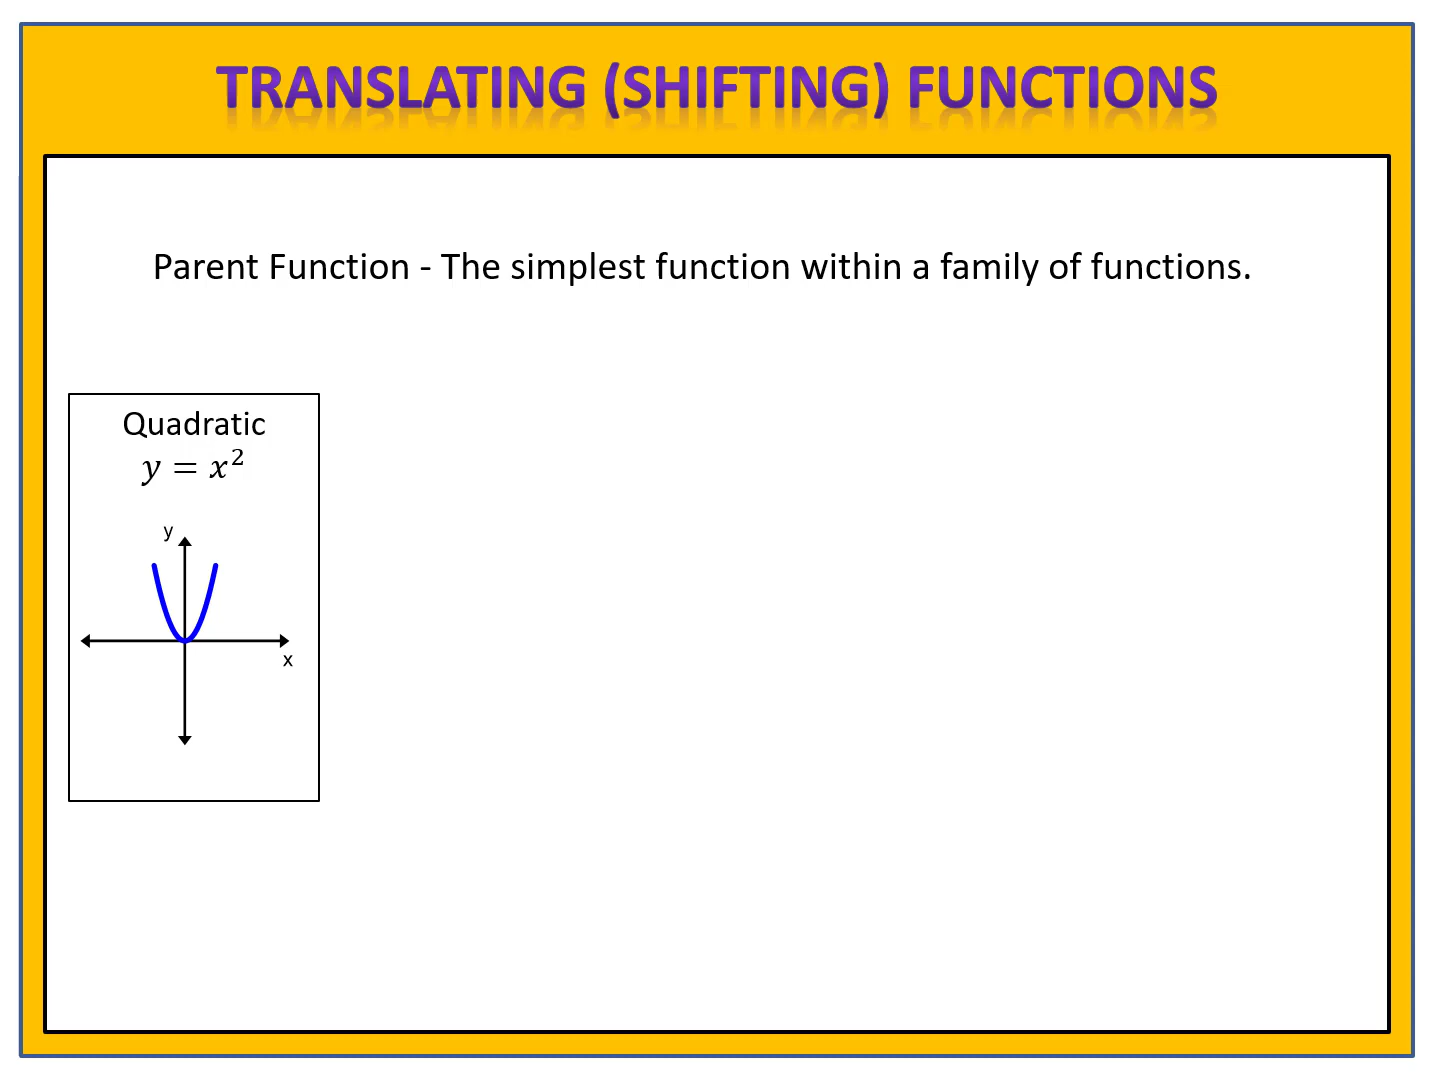 TRANSLATING (SHIFTING) FUNCTIONS
Parent Function - The simplest function within a family of functions.
Quadratic
y = x²
y
x